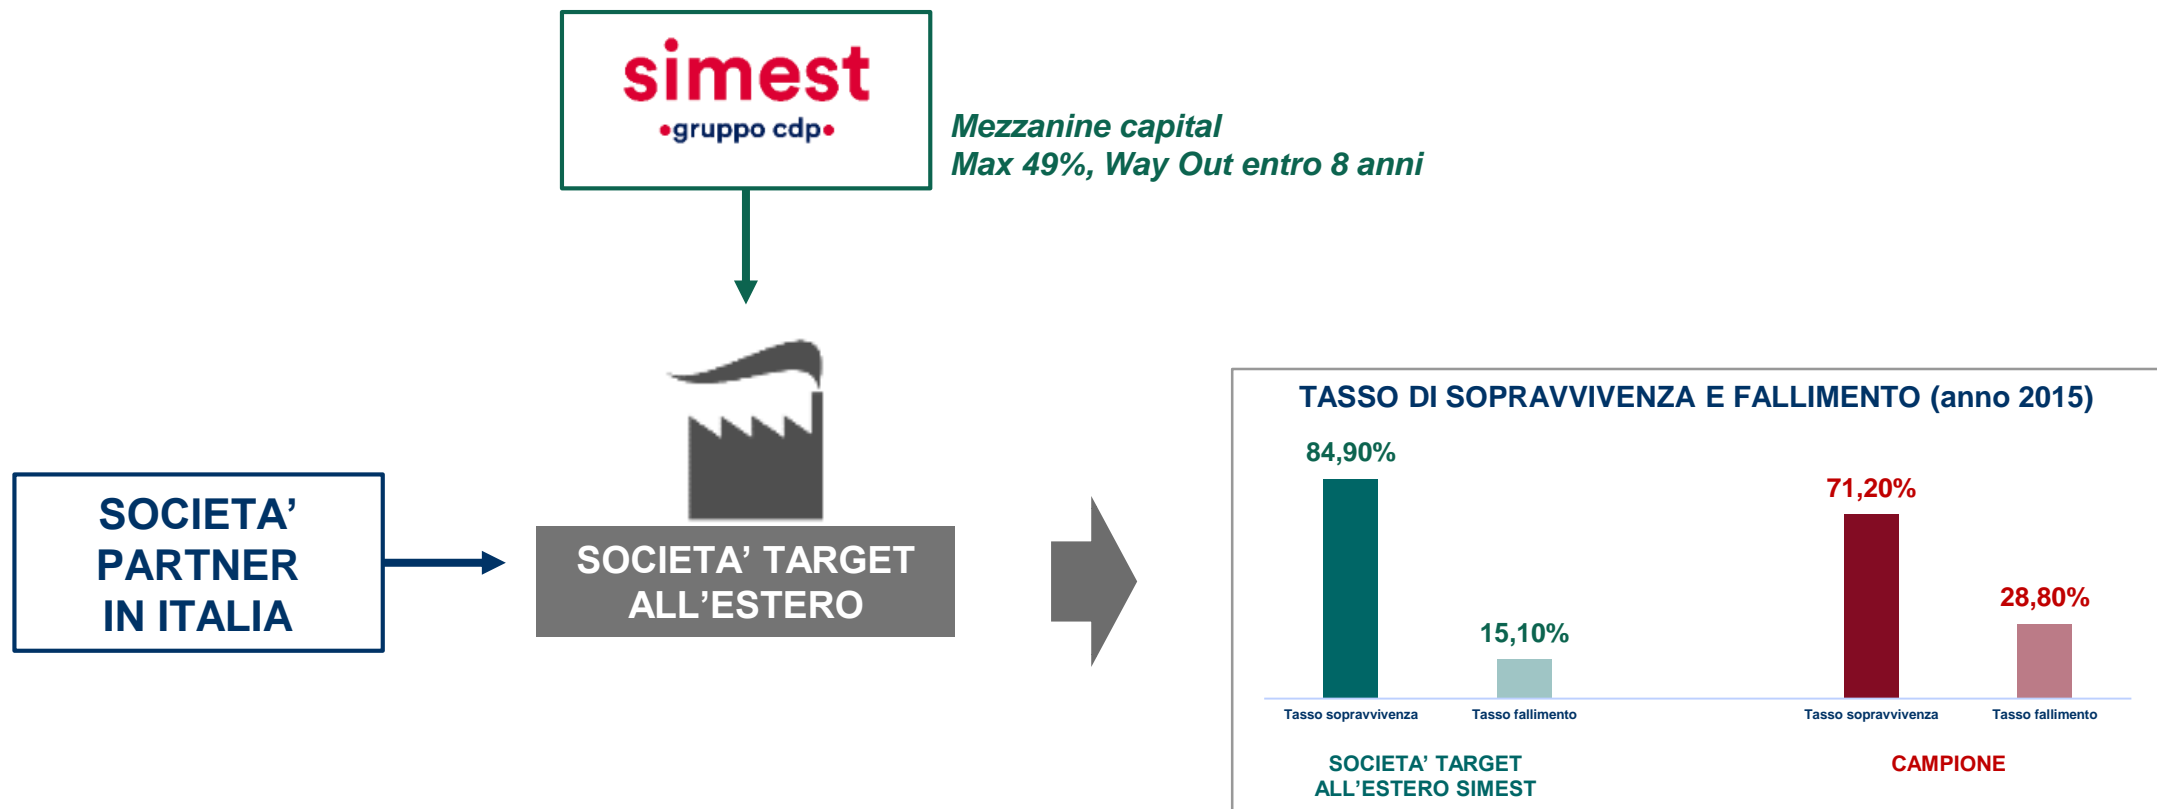 simest
•gruppo cdp•
Mezzanine capital
Max 49%, Way Out entro 8 anni
SOCIETA’
PARTNER
IN ITALIA
SOCIETA’ TARGET
ALL’ESTERO
TASSO DI SOPRAVVIVENZA E FALLIMENTO (anno 2015)
84,90%
71,20%
28,80%
15,10%
Tasso sopravvivenza
Tasso fallimento
Tasso sopravvivenza
Tasso fallimento
SOCIETA’ TARGET
ALL’ESTERO SIMEST
CAMPIONE